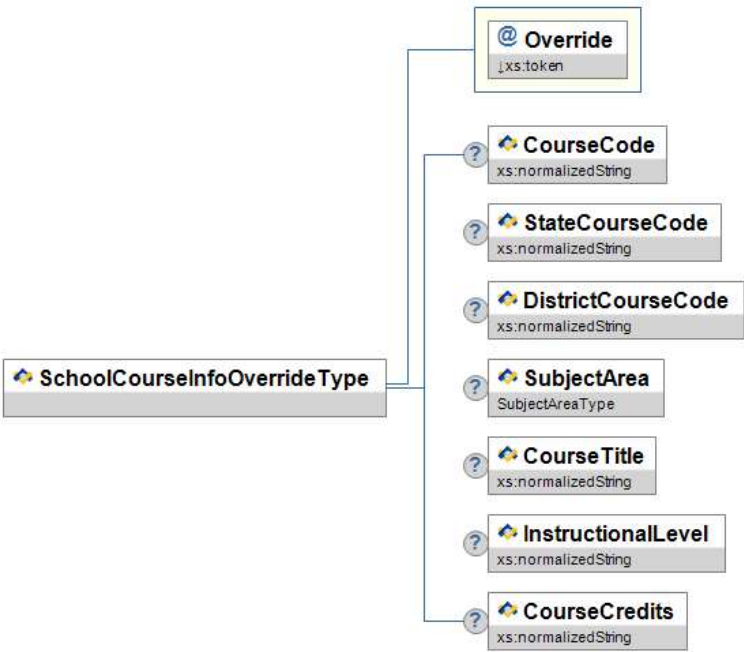 @ Override
↓xs:token
? CourseCode
xs:normalizedString
? StateCourseCode
xs:normalizedString
? DistrictCourseCode
xs:normalizedString
SchoolCourseInfoOverrideType
? SubjectArea
SubjectAreaType
? CourseTitle
xs:normalizedString
? InstructionalLevel
xs:normalizedString
? CourseCredits
xs:normalizedString